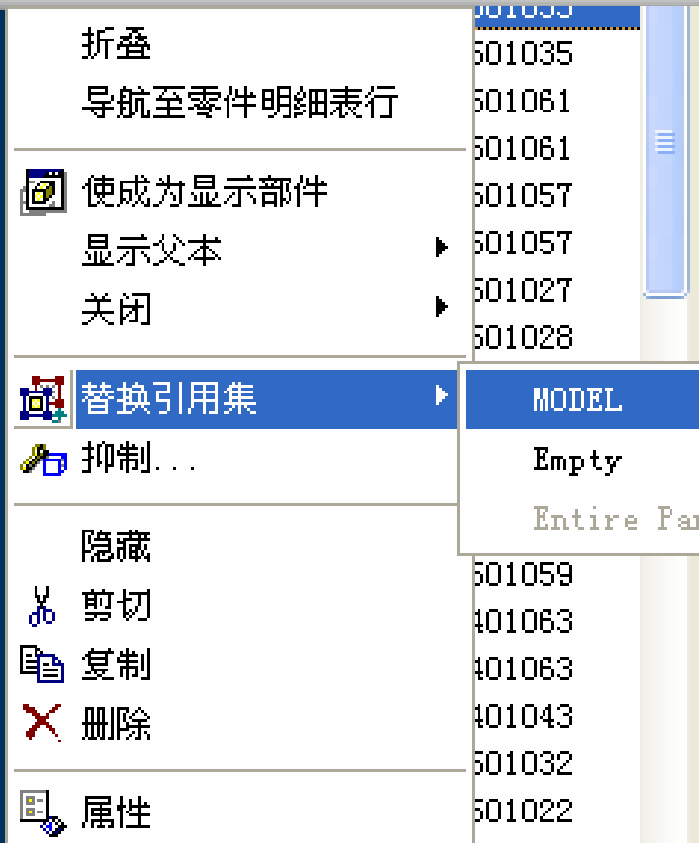 折叠
导航至零件明细表行
使成为显示部件
显示父本
关闭
替换引用集
抑制...
隐藏
剪切
复制
删除
属性
MODEL
Empty
Entire
501035
501061
501061
501057
501057
501027
501028
501059
401063
401063
401043
501032
501022